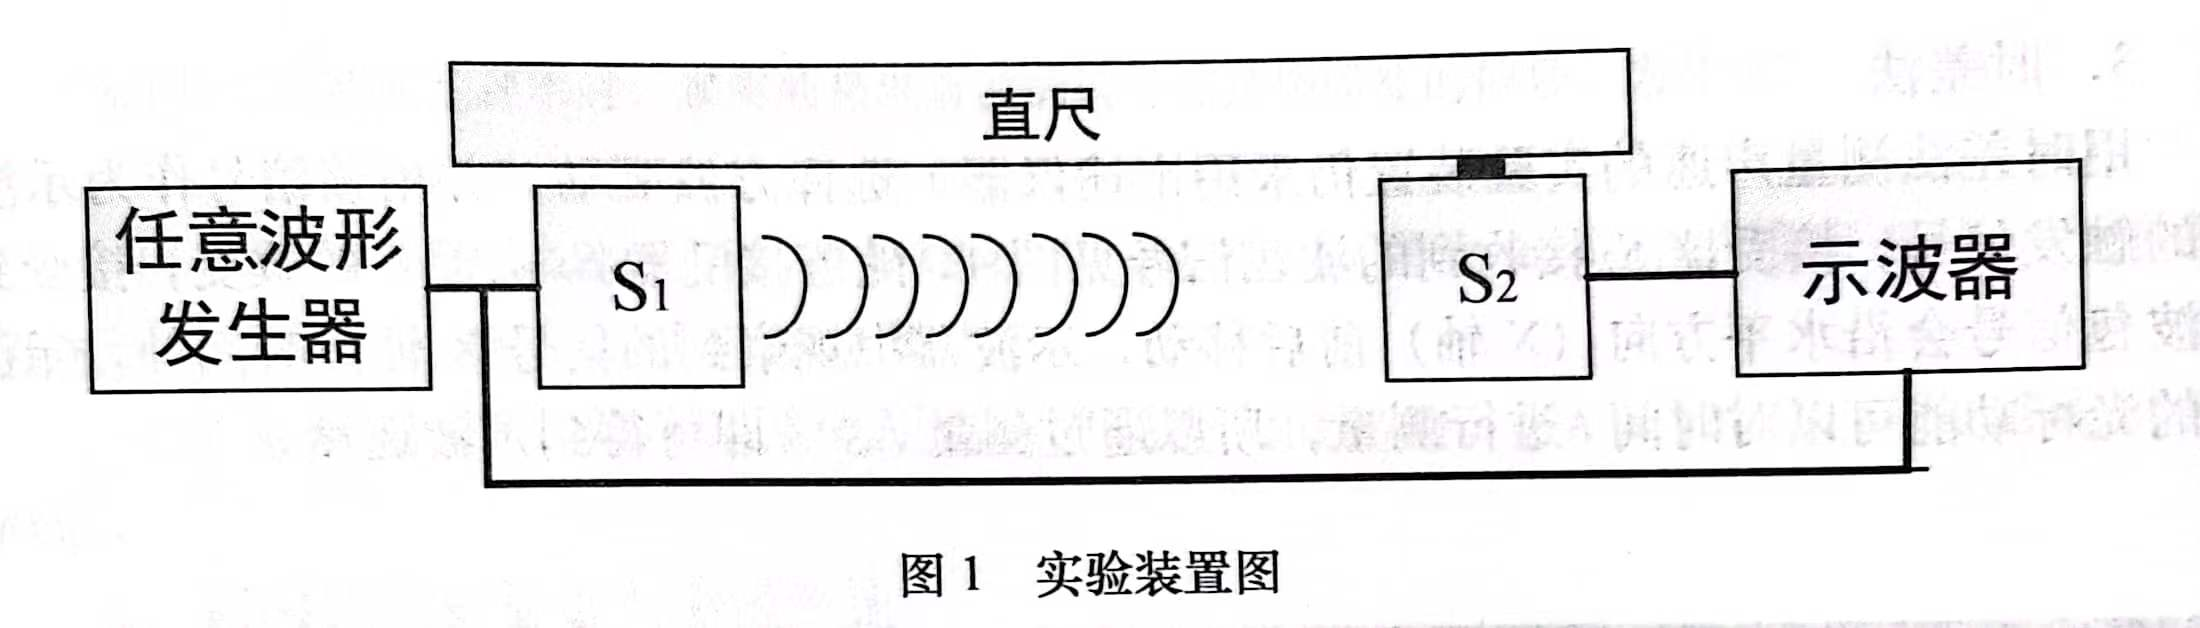 直尺
任意波形
发生器
S1
S2
示波器
图 1 实验装置图